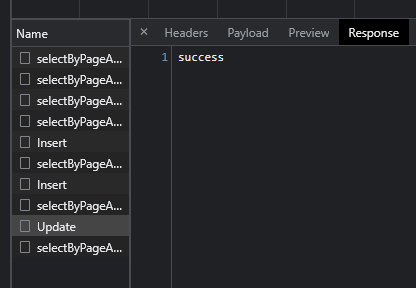 Name
selectByPageA...
selectByPageA...
selectByPageA...
selectByPageA...
Insert
selectByPageA...
Insert
selectByPageA...
Update
selectByPageA...
× Headers Payload Preview Response
1 success